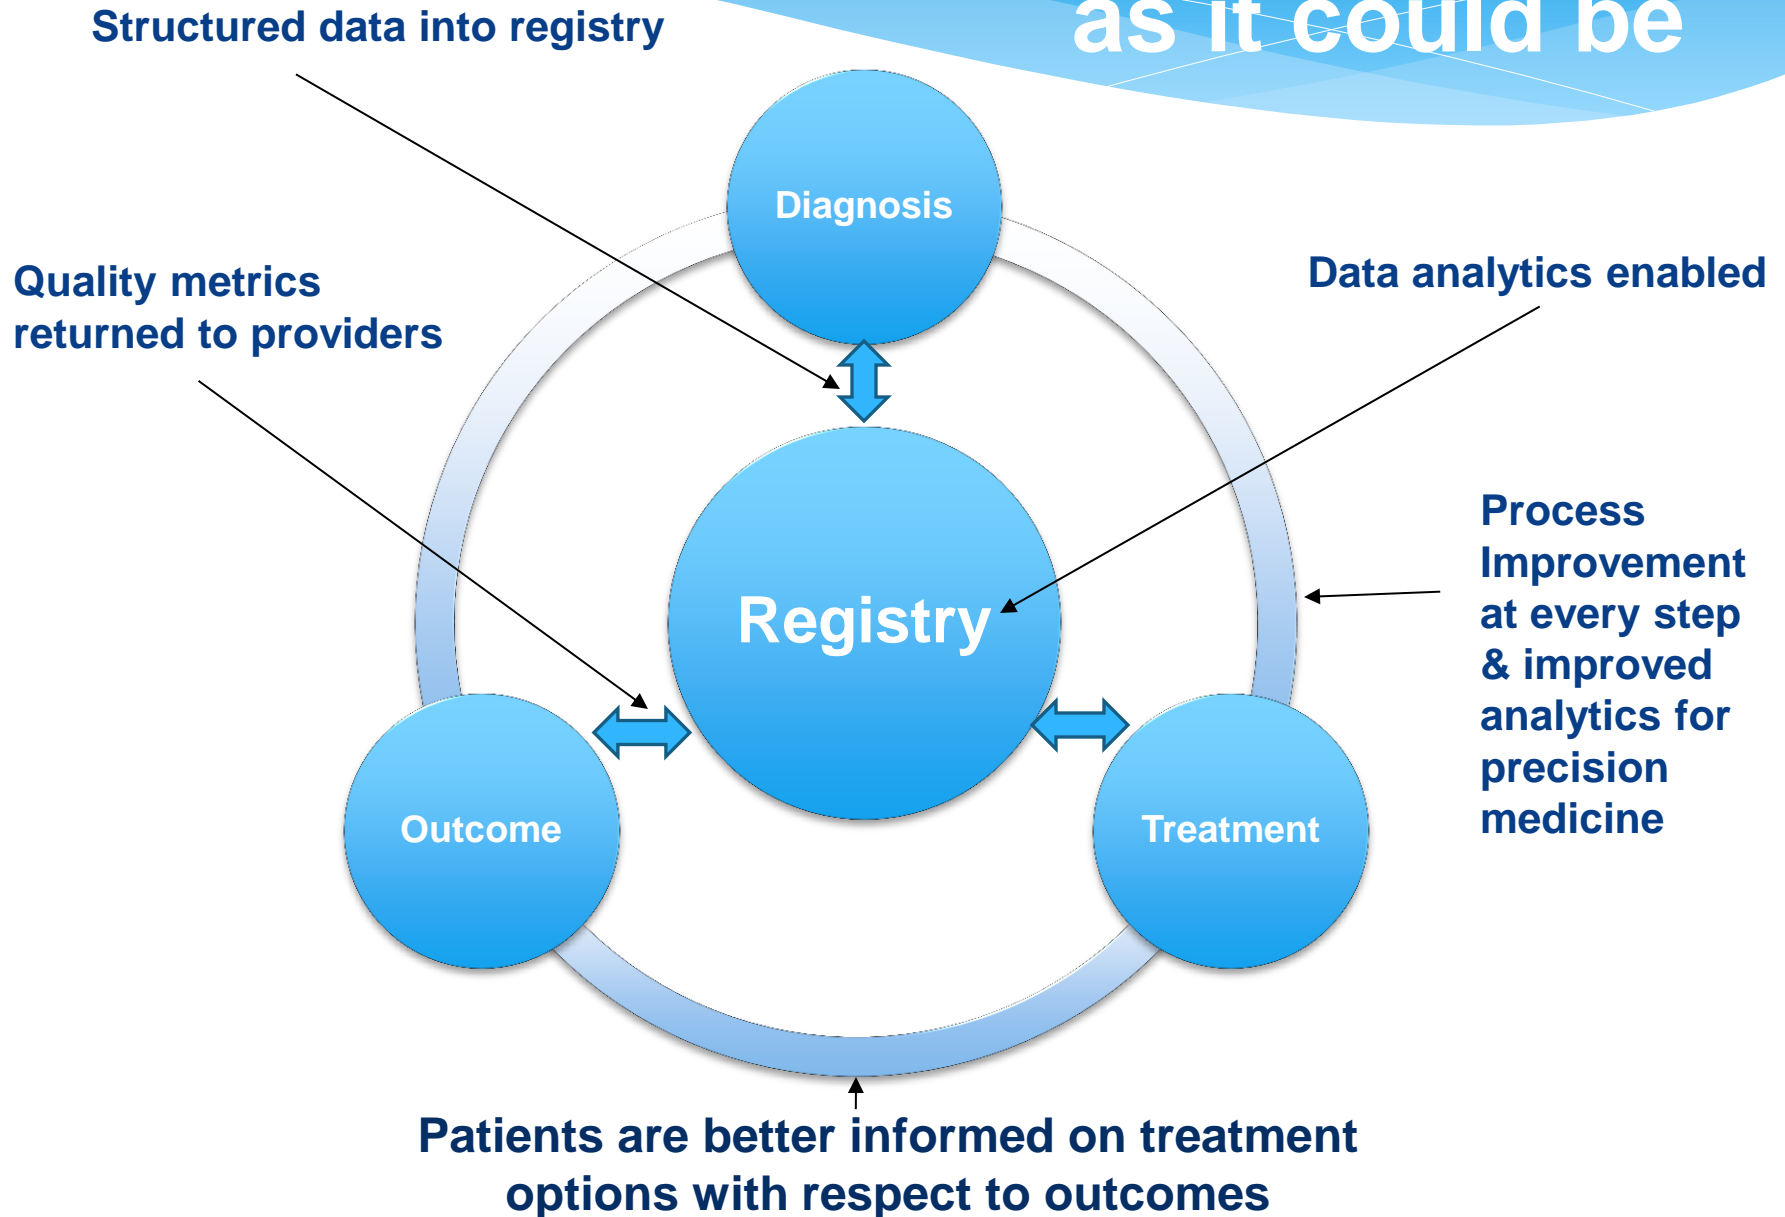 as it could be
Structured data into registry
Diagnosis
Quality metrics
returned to providers
Data analytics enabled
Registry
Process
Improvement
at every step
& improved
analytics for
precision
medicine
Outcome
Treatment
Patients are better informed on treatment
options with respect to outcomes